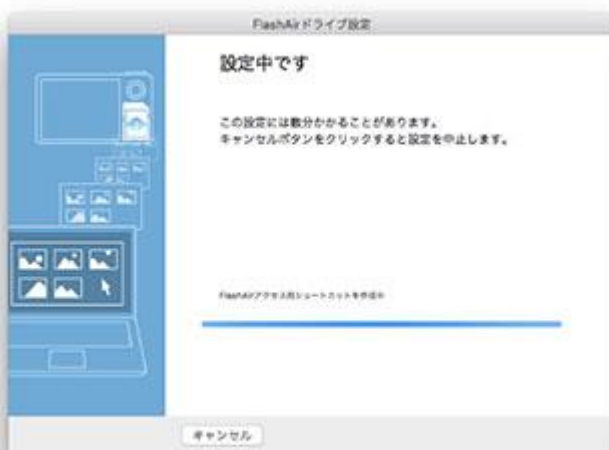 FlashAirドライブ設定
設定中です
この設定には数分かかることがあります。
キャンセルボタンをクリックすると設定を中止します。
FlashAirアクセス用ショートカットを作成中
キャンセル